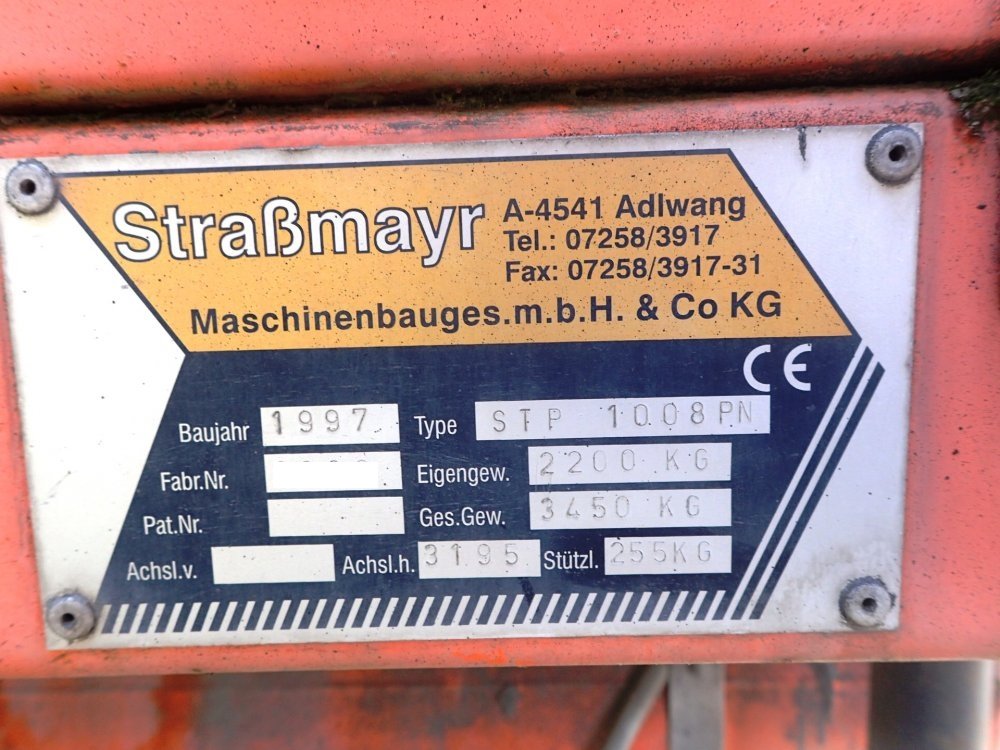 Straßmayr
A-4541 Adlwang
Tel.: 07258/3917
Fax: 07258/3917-31
Maschinenbauges.m.b.H. & Co KG
CE
Baujahr 1997 Type STP 1008PN
Fabr.Nr. Eigengew. 2200 KG
Pat.Nr. Ges.Gew. 3450 KG
Achsl.v. Achsl.h. 3195 Stützl. 255KG